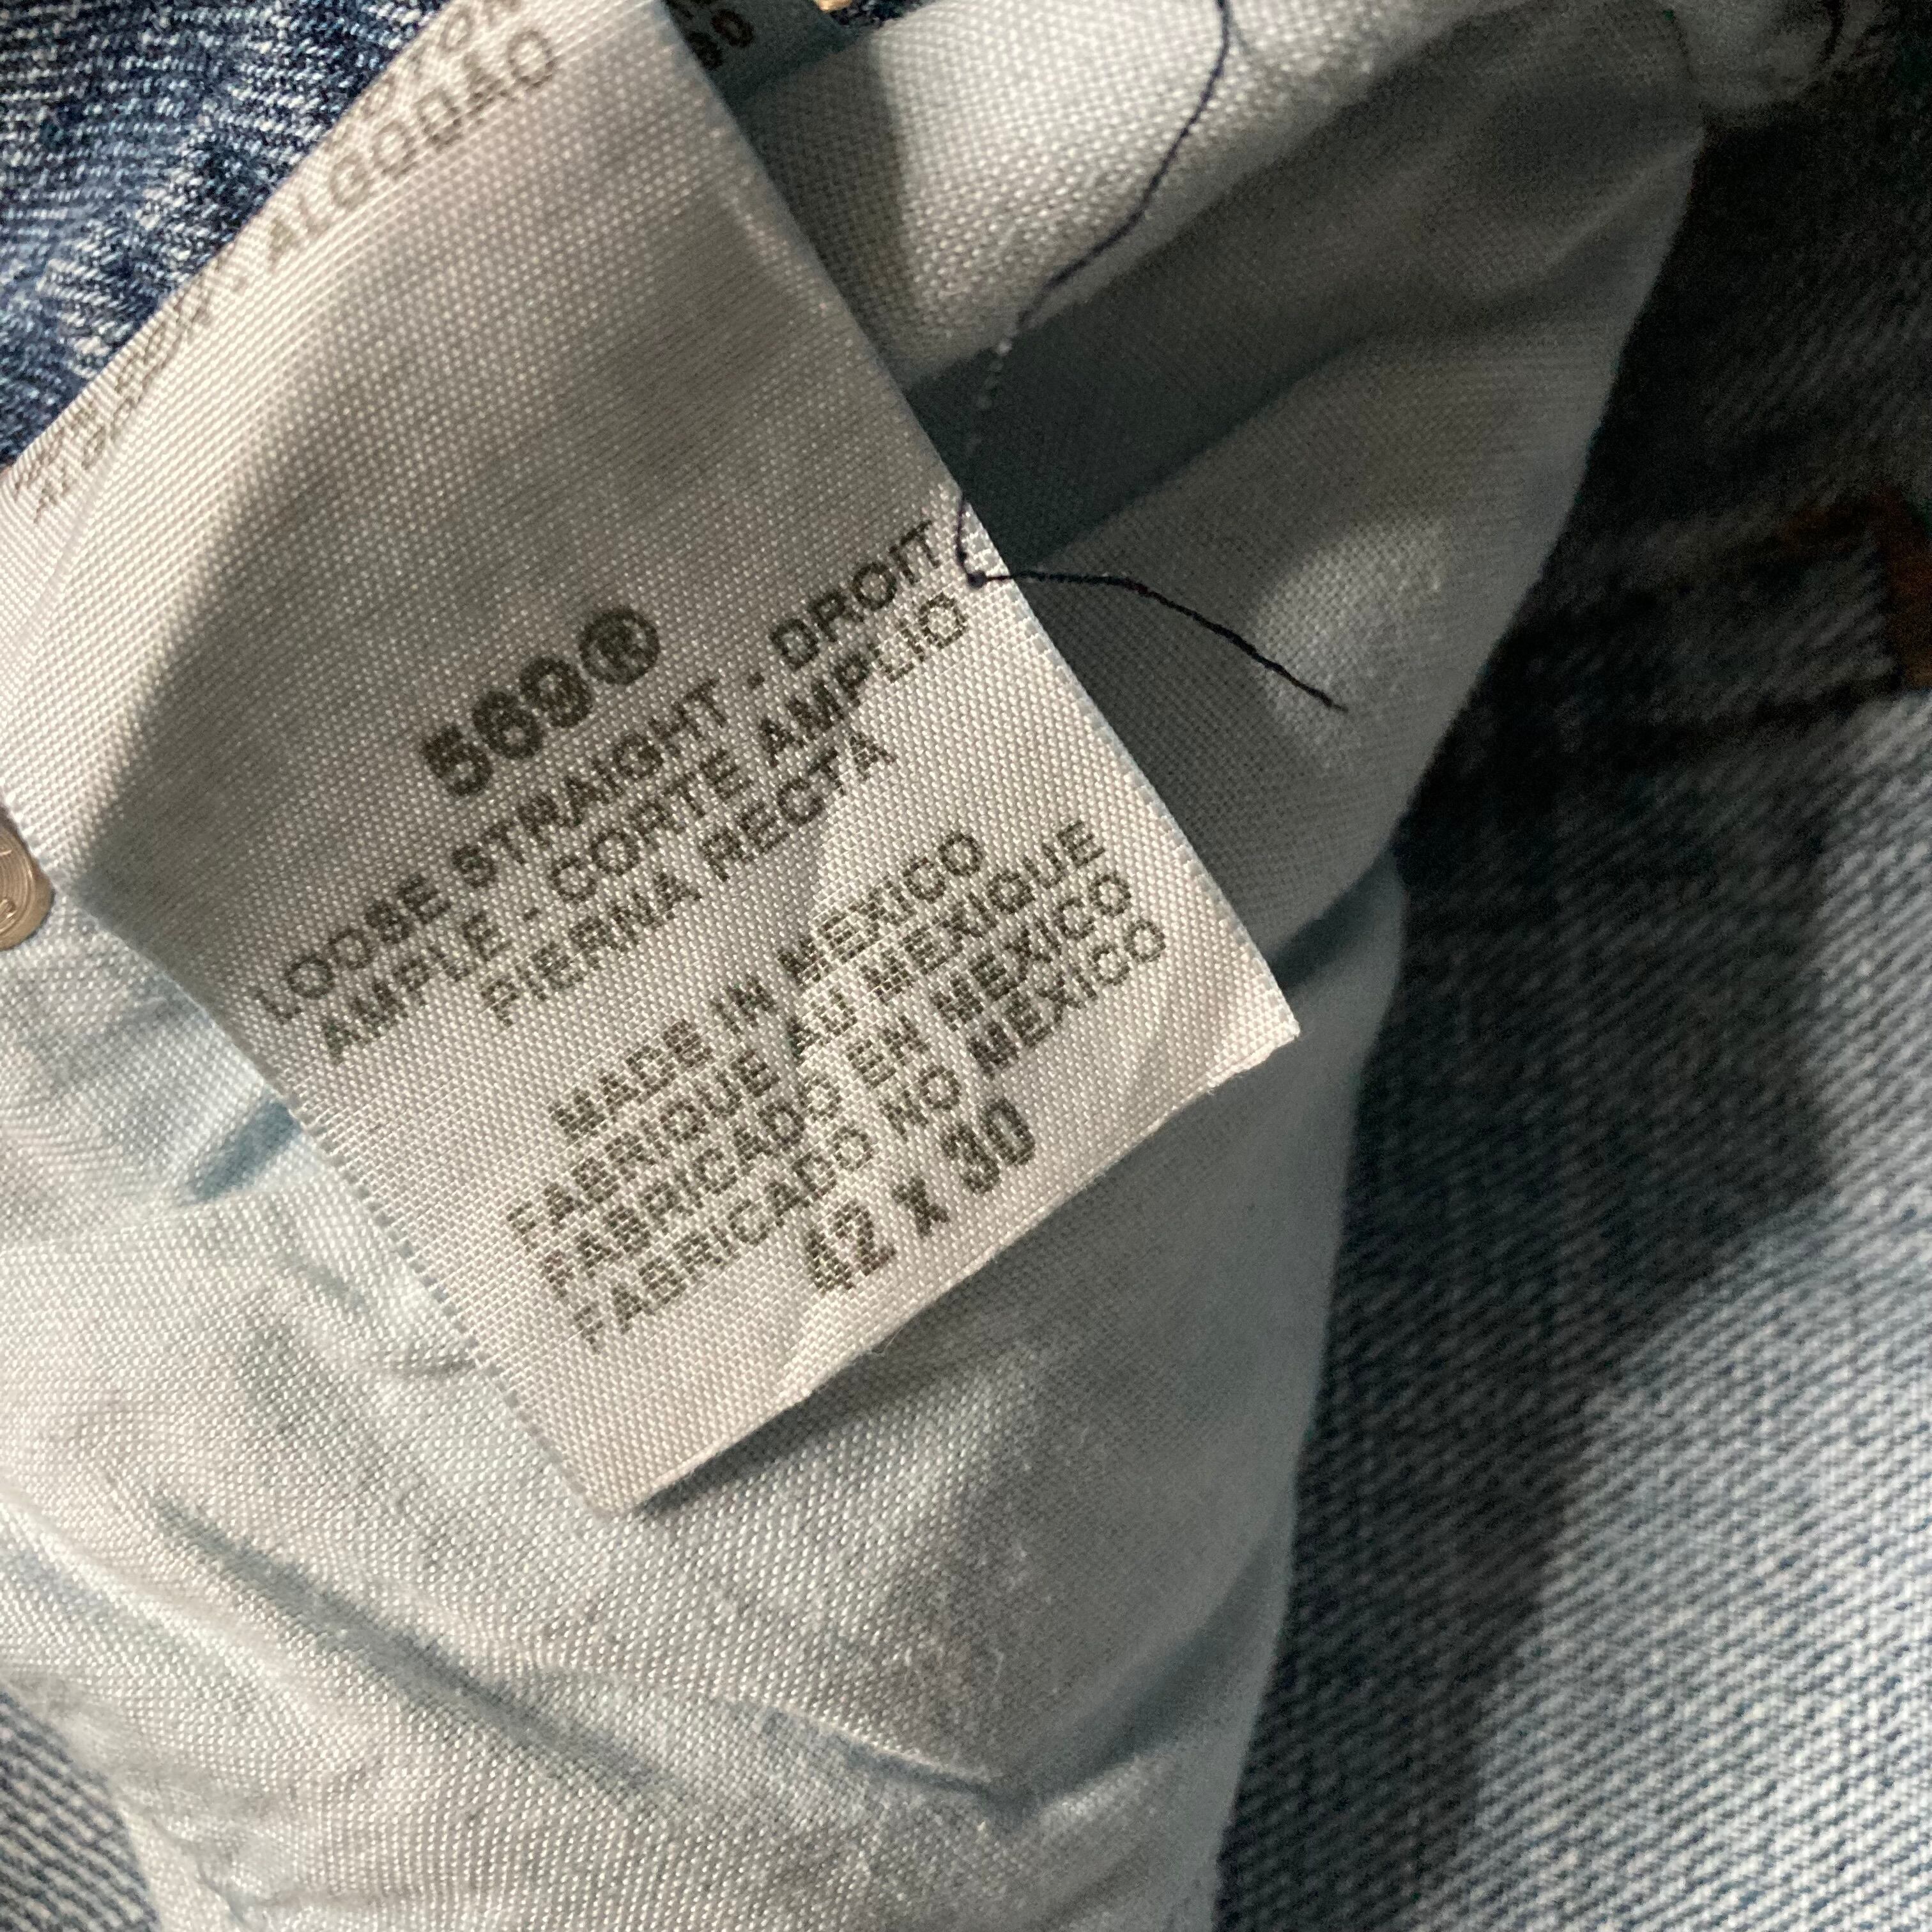 ALGODAO
569®
LOOSE STRAIGHT - DROIT
AMPLE - CORTE AMPLIO
PIERNA RECTA
MADE IN MEXICO
FABRIQUE AU MEXIQUE
FABRICADO EN MEXICO
FABRICADO NO MEXICO
42 X 30